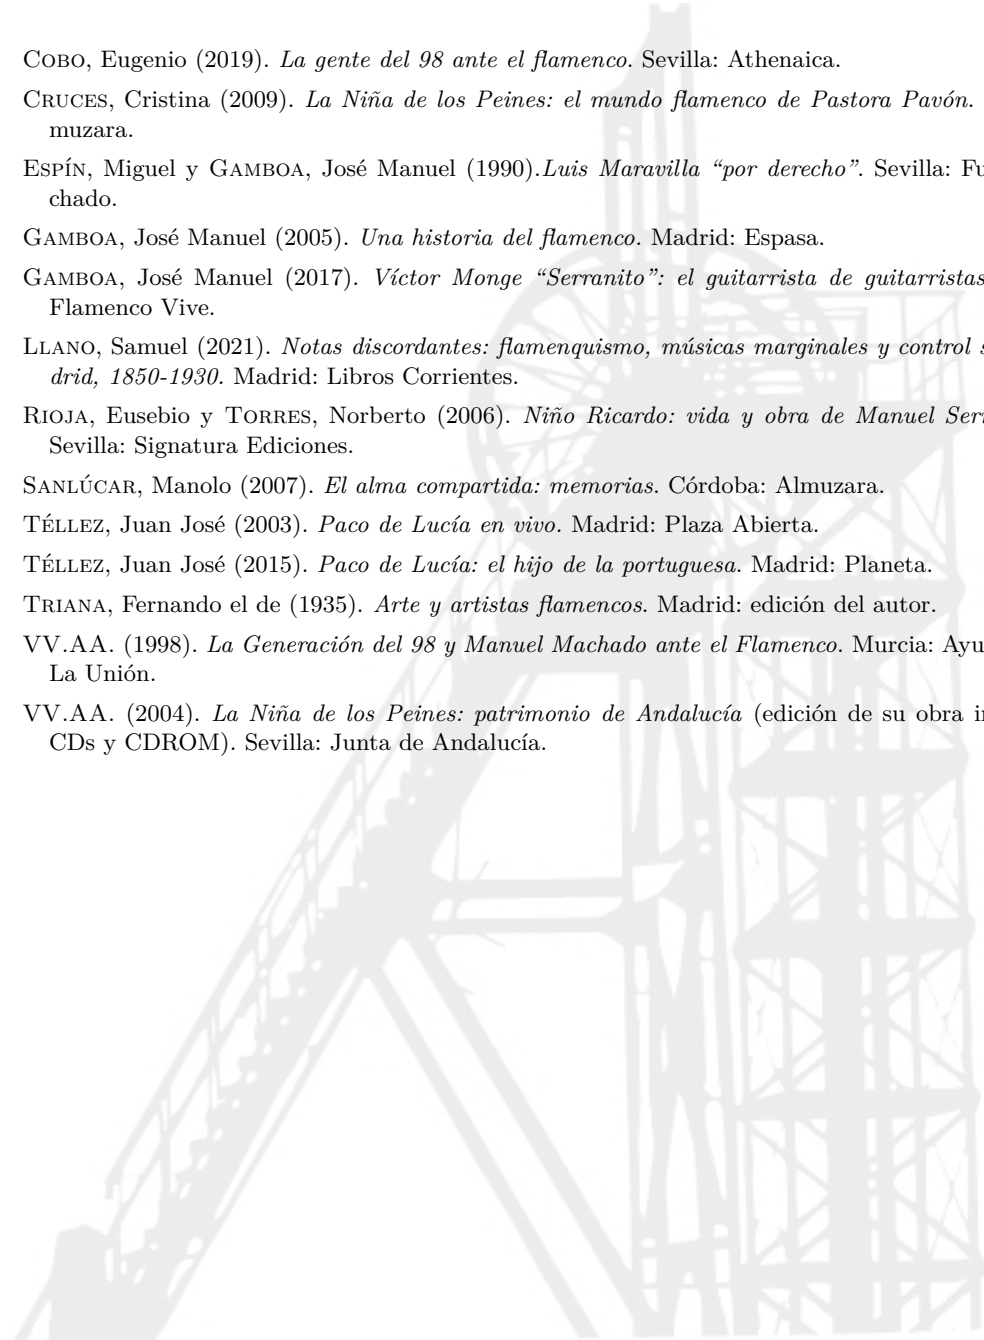 COBO, Eugenio (2019). La gente del 98 ante el flamenco. Sevilla: Athenaica.
CRUCES, Cristina (2009). La Niña de los Peines: el mundo flamenco de Pastora Pavón.
muzara.
ESPÍN, Miguel y GAMBOA, José Manuel (1990).Luis Maravilla “por derecho”. Sevilla: Fu
chado.
GAMBOA, José Manuel (2005). Una historia del flamenco. Madrid: Espasa.
GAMBOA, José Manuel (2017). Víctor Monge “Serranito”: el guitarrista de guitarristas
Flamenco Vive.
LLANO, Samuel (2021). Notas discordantes: flamenquismo, músicas marginales y control s
drid, 1850-1930. Madrid: Libros Corrientes.
RIOJA, Eusebio y TORRES, Norberto (2006). Niño Ricardo: vida y obra de Manuel Serr
Sevilla: Signatura Ediciones.
SANLÚCAR, Manolo (2007). El alma compartida: memorias. Córdoba: Almuzara.
TÉLLEZ, Juan José (2003). Paco de Lucía en vivo. Madrid: Plaza Abierta.
TÉLLEZ, Juan José (2015). Paco de Lucía: el hijo de la portuguesa. Madrid: Planeta.
TRIANA, Fernando el de (1935). Arte y artistas flamencos. Madrid: edición del autor.
VV.AA. (1998). La Generación del 98 y Manuel Machado ante el Flamenco. Murcia: Ayu
La Unión.
VV.AA. (2004). La Niña de los Peines: patrimonio de Andalucía (edición de su obra in
CDs y CDROM). Sevilla: Junta de Andalucía.